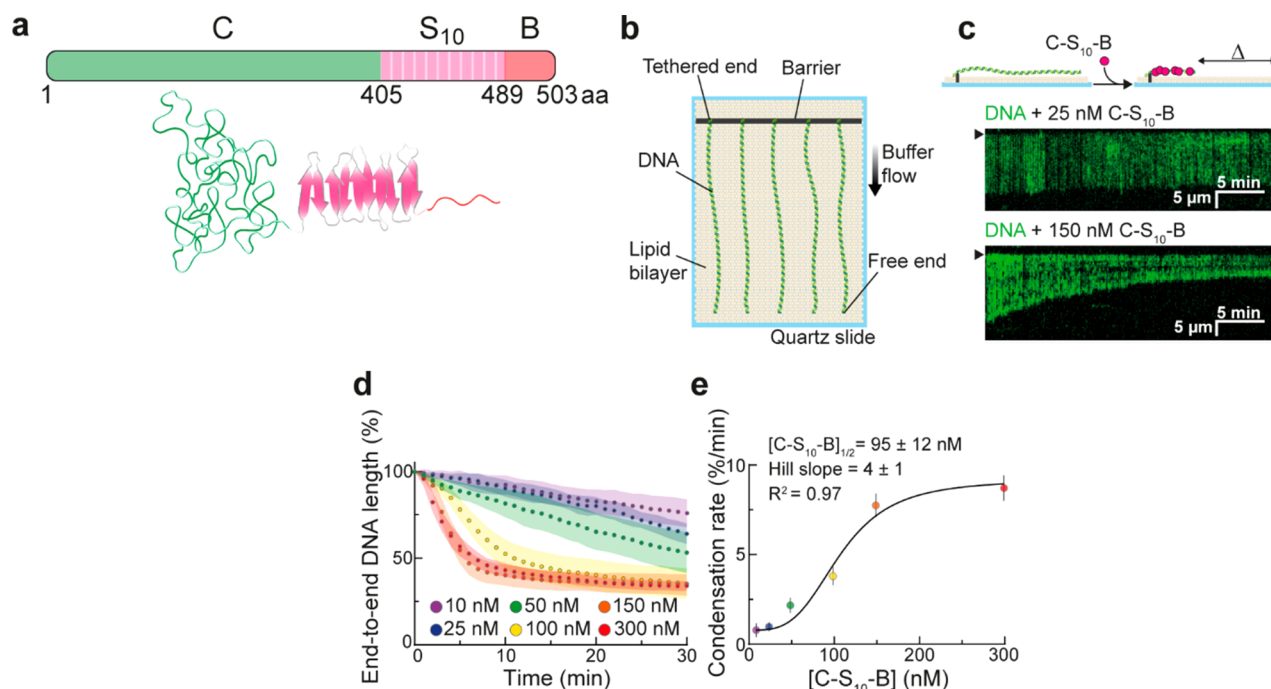 a
C S₁₀ B
1 405 489 503 aa
b
Tethered end Barrier
DNA
Buffer
flow
Lipid
bilayer
Free end
Quartz slide
c
C-S₁₀-B
Δ
DNA + 25 nM C-S₁₀-B
5 min
5 µm
DNA + 150 nM C-S₁₀-B
5 min
5 µm
d
End-to-end DNA length (%)
100
50
0
0 10 20 30
Time (min)
10 nM 50 nM 150 nM
25 nM 100 nM 300 nM
e
Condensation rate (%/min)
[C-S₁₀-B]₁/₂ = 95 ± 12 nM
Hill slope = 4 ± 1
R² = 0.97
10
5
0
0 100 200 300
[C-S₁₀-B] (nM)